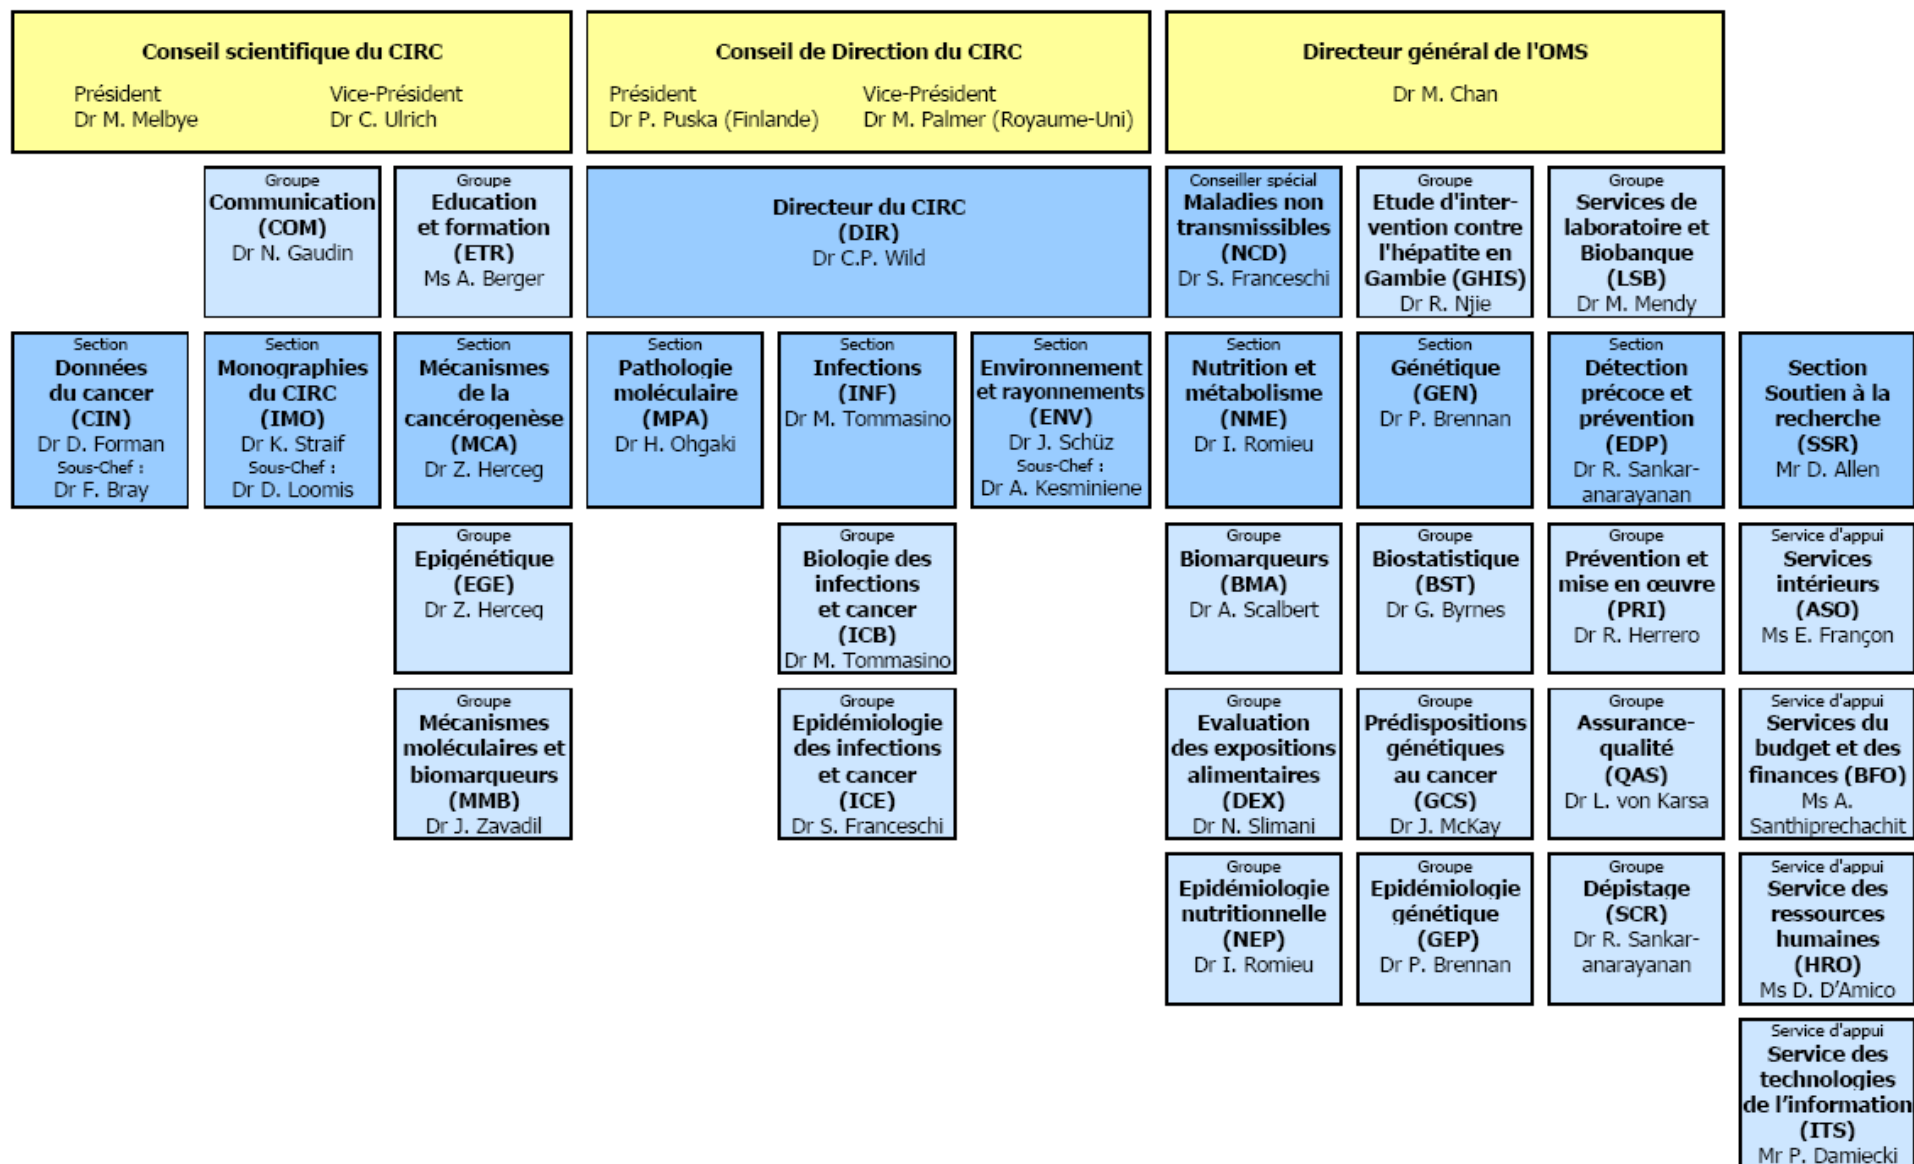 Conseil scientifique du CIRC
Président
Dr M. Melbye
Vice-Président
Dr C. Ulrich
Conseil de Direction du CIRC
Président
Dr P. Puska (Finlande)
Vice-Président
Dr M. Palmer (Royaume-Uni)
Directeur général de l'OMS
Dr M. Chan
Groupe
Communication
(COM)
Dr N. Gaudin
Groupe
Education
et formation
(ETR)
Ms A. Berger
Directeur du CIRC
(DIR)
Dr C.P. Wild
Conseiller spécial
Maladies non
transmissibles
(NCD)
Dr S. Franceschi
Groupe
Etude d'inter-
vention contre
l'hépatite en
Gambie (GHIS)
Dr R. Njie
Groupe
Services de
laboratoire et
Biobanque
(LSB)
Dr M. Mendy
Section
Données
du cancer
(CIN)
Dr D. Forman
Sous-Chef :
Dr F. Bray
Section
Monographies
du CIRC
(IMO)
Dr K. Straif
Sous-Chef :
Dr D. Loomis
Section
Mécanismes
de la
cancérogenèse
(MCA)
Dr Z. Herceg
Section
Pathologie
moléculaire
(MPA)
Dr H. Ohgaki
Section
Infections
(INF)
Dr M. Tommasino
Section
Environnement
et rayonnements
(ENV)
Dr J. Schüz
Sous-Chef :
Dr A. Kesminiene
Section
Nutrition et
métabolisme
(NME)
Dr I. Romieu
Section
Génétique
(GEN)
Dr P. Brennan
Section
Détection
précoce et
prévention
(EDP)
Dr R. Sankar-
anarayanan
Section
Soutien à la
recherche
(SSR)
Mr D. Allen
Groupe
Epigénétique
(EGE)
Dr Z. Herceg
Groupe
Biologie des
infections
et cancer
(ICB)
Dr M. Tommasino
Groupe
Biomarqueurs
(BMA)
Dr A. Scalbert
Groupe
Biostatistique
(BST)
Dr G. Byrnes
Groupe
Prévention et
mise en œuvre
(PRI)
Dr R. Herrero
Service d'appui
Services
intérieurs
(ASO)
Ms E. Françon
Groupe
Mécanismes
moléculaires et
biomarqueurs
(MMB)
Dr J. Zavadil
Groupe
Epidémiologie
des infections
et cancer
(ICE)
Dr S. Franceschi
Groupe
Evaluation
des expositions
alimentaires
(DEX)
Dr N. Slimani
Groupe
Prédispositions
génétiques
au cancer
(GCS)
Dr J. McKay
Groupe
Assurance-
qualité
(QAS)
Dr L. von Karsa
Service d'appui
Services du
budget et des
finances (BFO)
Ms A.
Santhiprechachit
Groupe
Epidémiologie
nutritionnelle
(NEP)
Dr I. Romieu
Groupe
Epidémiologie
génétique
(GEP)
Dr P. Brennan
Groupe
Dépistage
(SCR)
Dr R. Sankar-
anarayanan
Service d'appui
Service des
ressources
humaines
(HRO)
Ms D. D’Amico
Service d'appui
Service des
technologies
de l’information
(ITS)
Mr P. Damiecki